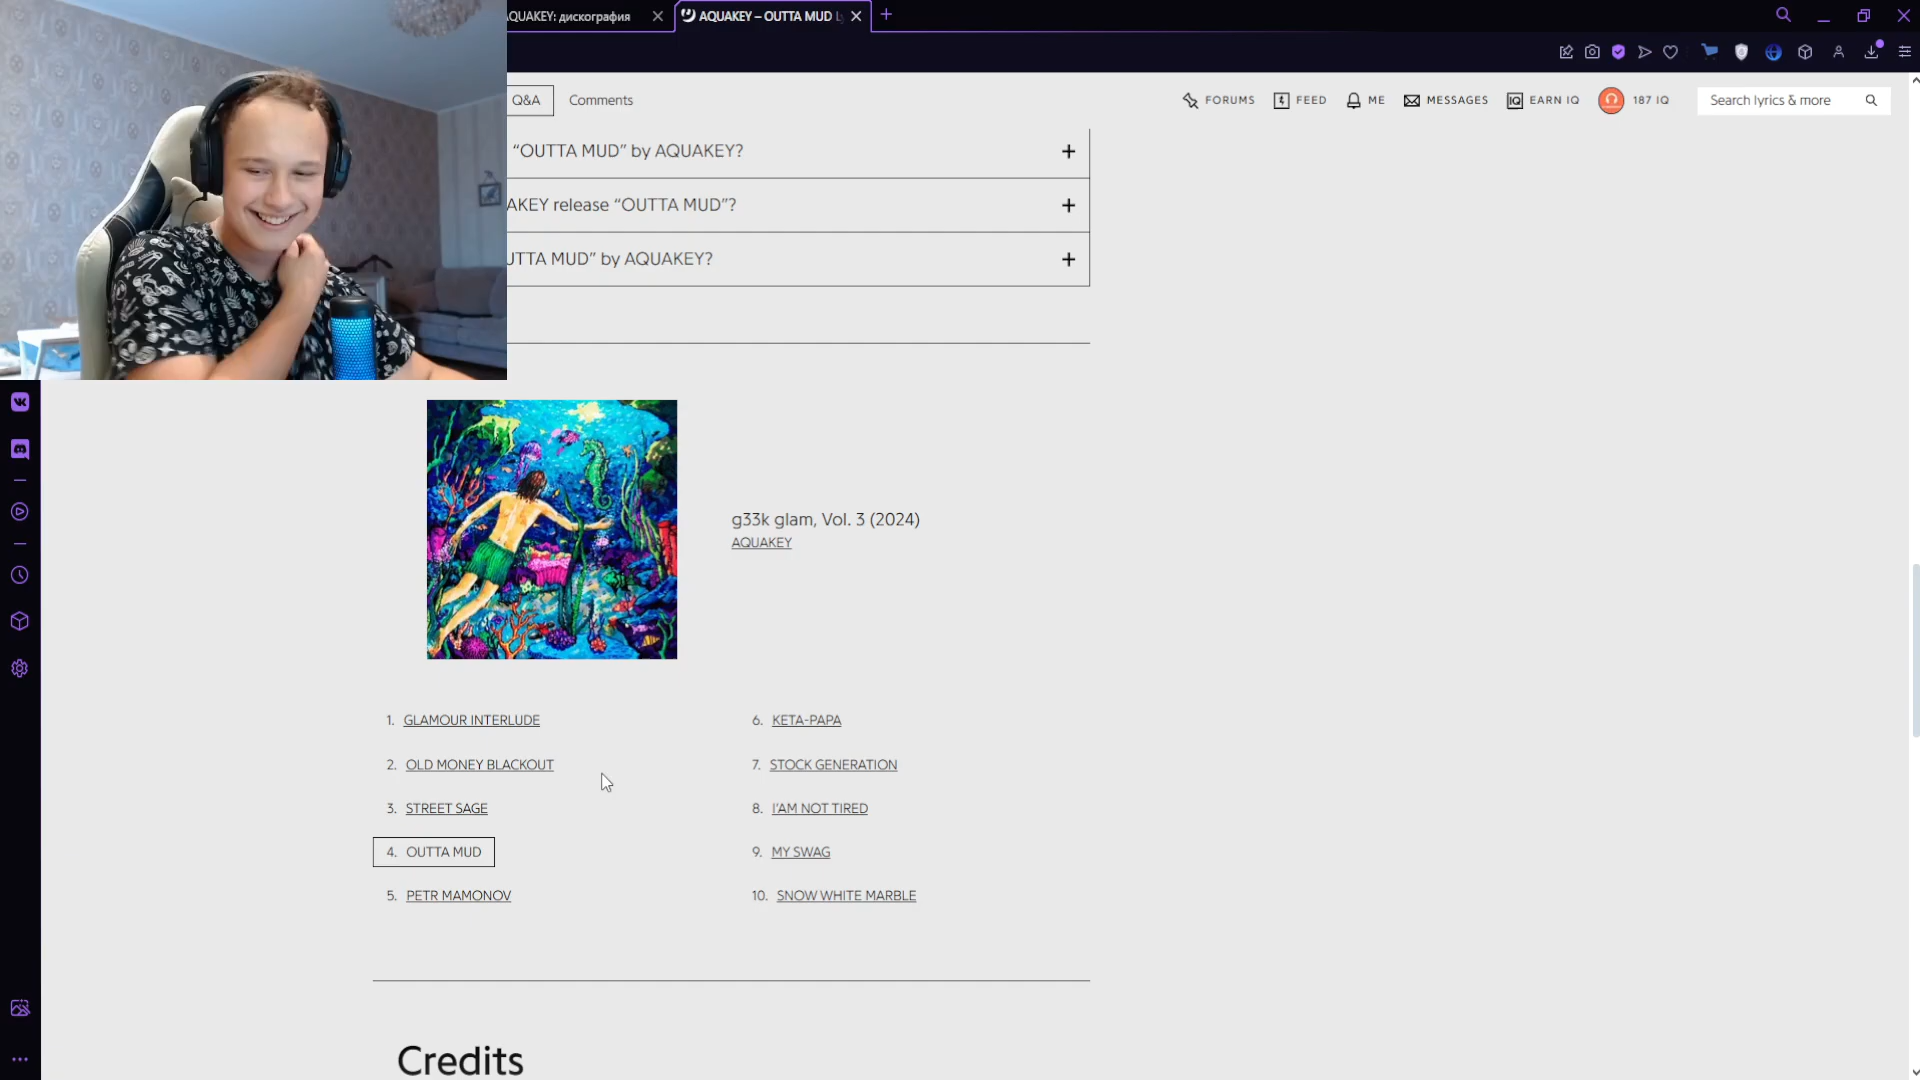 AQUAKEY: дискография
AQUAKEY – OUTTA MUD
Q&A
Comments
FORUMS
FEED
ME
MESSAGES
EARN IQ
187 IQ
Search lyrics & more
“OUTTA MUD” by AQUAKEY?
AKEY release “OUTTA MUD”?
UTTA MUD” by AQUAKEY?
g33k glam, Vol. 3 (2024)
AQUAKEY
1. GLAMOUR INTERLUDE
2. OLD MONEY BLACKOUT
3. STREET SAGE
4. OUTTA MUD
5. PETR MAMONOV
6. KETA-PAPA
7. STOCK GENERATION
8. I'AM NOT TIRED
9. MY SWAG
10. SNOW WHITE MARBLE
Credits